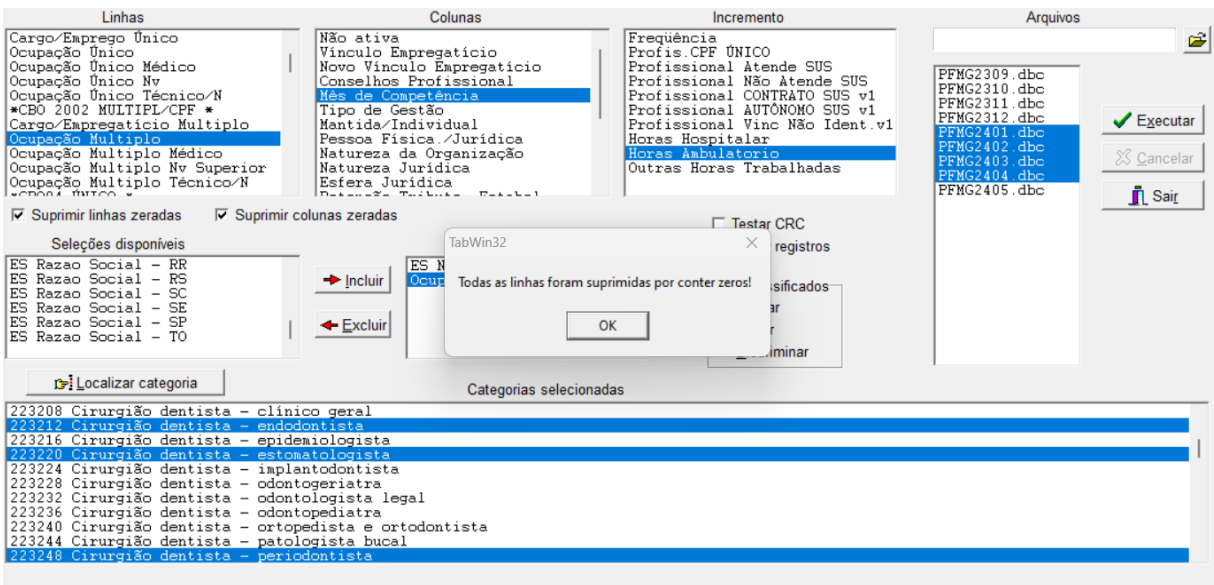 Linhas
Cargo/Emprego Único
Ocupação Único
Ocupação Único Médico
Ocupação Único Nv
Ocupação Único Técnico/N
*CBO 2002 MULTIPL/CPF *
Cargo/Empregatício Multiplo
Ocupação Multiplo
Ocupação Multiplo Médico
Ocupação Multiplo Nv Superior
Ocupação Multiplo Técnico/N
*CBO94 ÚNICO *
Colunas
Não ativa
Vínculo Empregatício
Novo Vínculo Empregatício
Conselhos Profissional
Mês de Competência
Tipo de Gestão
Mantida/Individual
Pessoa Física./Jurídica
Natureza da Organização
Natureza Jurídica
Esfera Jurídica
Incremento
Freqüência
Profis.CPF ÚNICO
Profissional Atende SUS
Profissional Não Atende SUS
Profissional CONTRATO SUS v1
Profissional AUTÔNOMO SUS v1
Profissional Vinc Não Ident.v1
Horas Hospitalar
Horas Ambulatorio
Outras Horas Trabalhadas
Arquivos
PFMG2309.dbc
PFMG2310.dbc
PFMG2311.dbc
PFMG2312.dbc
PFMG2401.dbc
PFMG2402.dbc
PFMG2403.dbc
PFMG2404.dbc
PFMG2405.dbc
Executar
Cancelar
Sair
Suprimir linhas zeradas
Suprimir colunas zeradas
Testar CRC
registros
ssificados
ar
r
iminar
Seleções disponíveis
ES Razao Social - RR
ES Razao Social - RS
ES Razao Social - SC
ES Razao Social - SE
ES Razao Social - SP
ES Razao Social - TO
Incluir
Excluir
ES N
Ocup
TabWin32
Todas as linhas foram suprimidas por conter zeros!
OK
Localizar categoria
Categorias selecionadas
223208 Cirurgião dentista - clínico geral
223212 Cirurgião dentista - endodontista
223216 Cirurgião dentista - epidemiologista
223220 Cirurgião dentista - estomatologista
223224 Cirurgião dentista - implantodontista
223228 Cirurgião dentista - odontogeriatra
223232 Cirurgião dentista - odontologista legal
223236 Cirurgião dentista - odontopediatra
223240 Cirurgião dentista - ortopedista e ortodontista
223244 Cirurgião dentista - patologista bucal
223248 Cirurgião dentista - periodontista